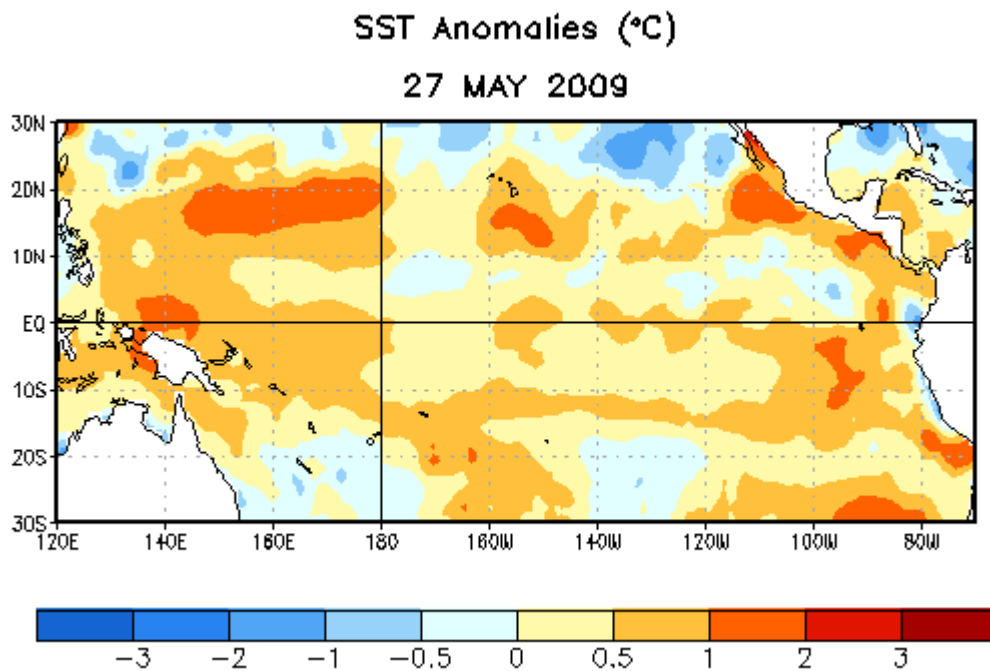 SST Anomalies (°C)
27 MAY 2009
30N
20N
10N
EQ
10S
20S
30S
120E 140E 160E 180 160W 140W 120W 100W 80W
-3 -2 -1 -0.5 0 0.5 1 2 3